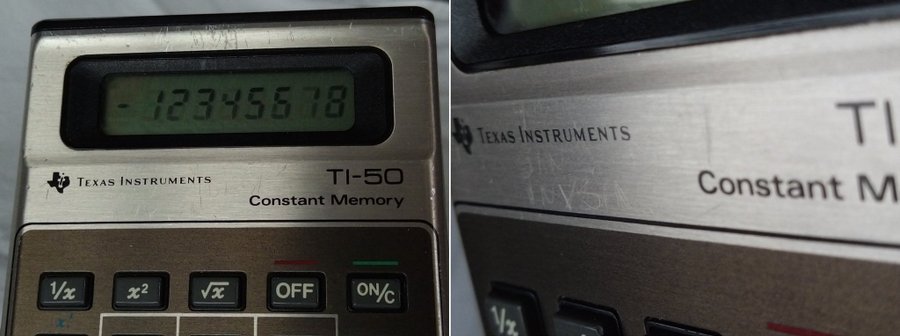 - 12345678
TEXAS INSTRUMENTS
TI-50
Constant Memory
1/x
x²
√x
OFF
ON/C
x!
TEXAS INSTRUMENTS
TI
Constant M
1/x